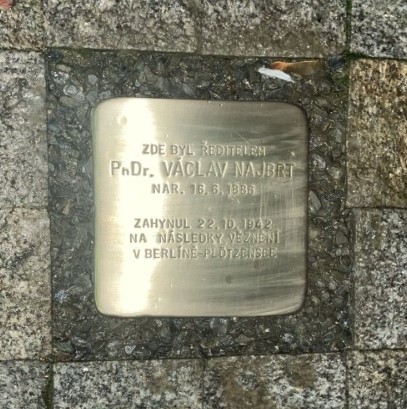 ZDE BYL ŘEDITELEM
PhDr. VÁCLAV NAJBRT
NAR. 16.6.1886
ZAHYNUL 22.10.1942
NA NÁSLEDKY VĚZNĚNÍ
V BERLÍNĚ-PLÖTZENSEE